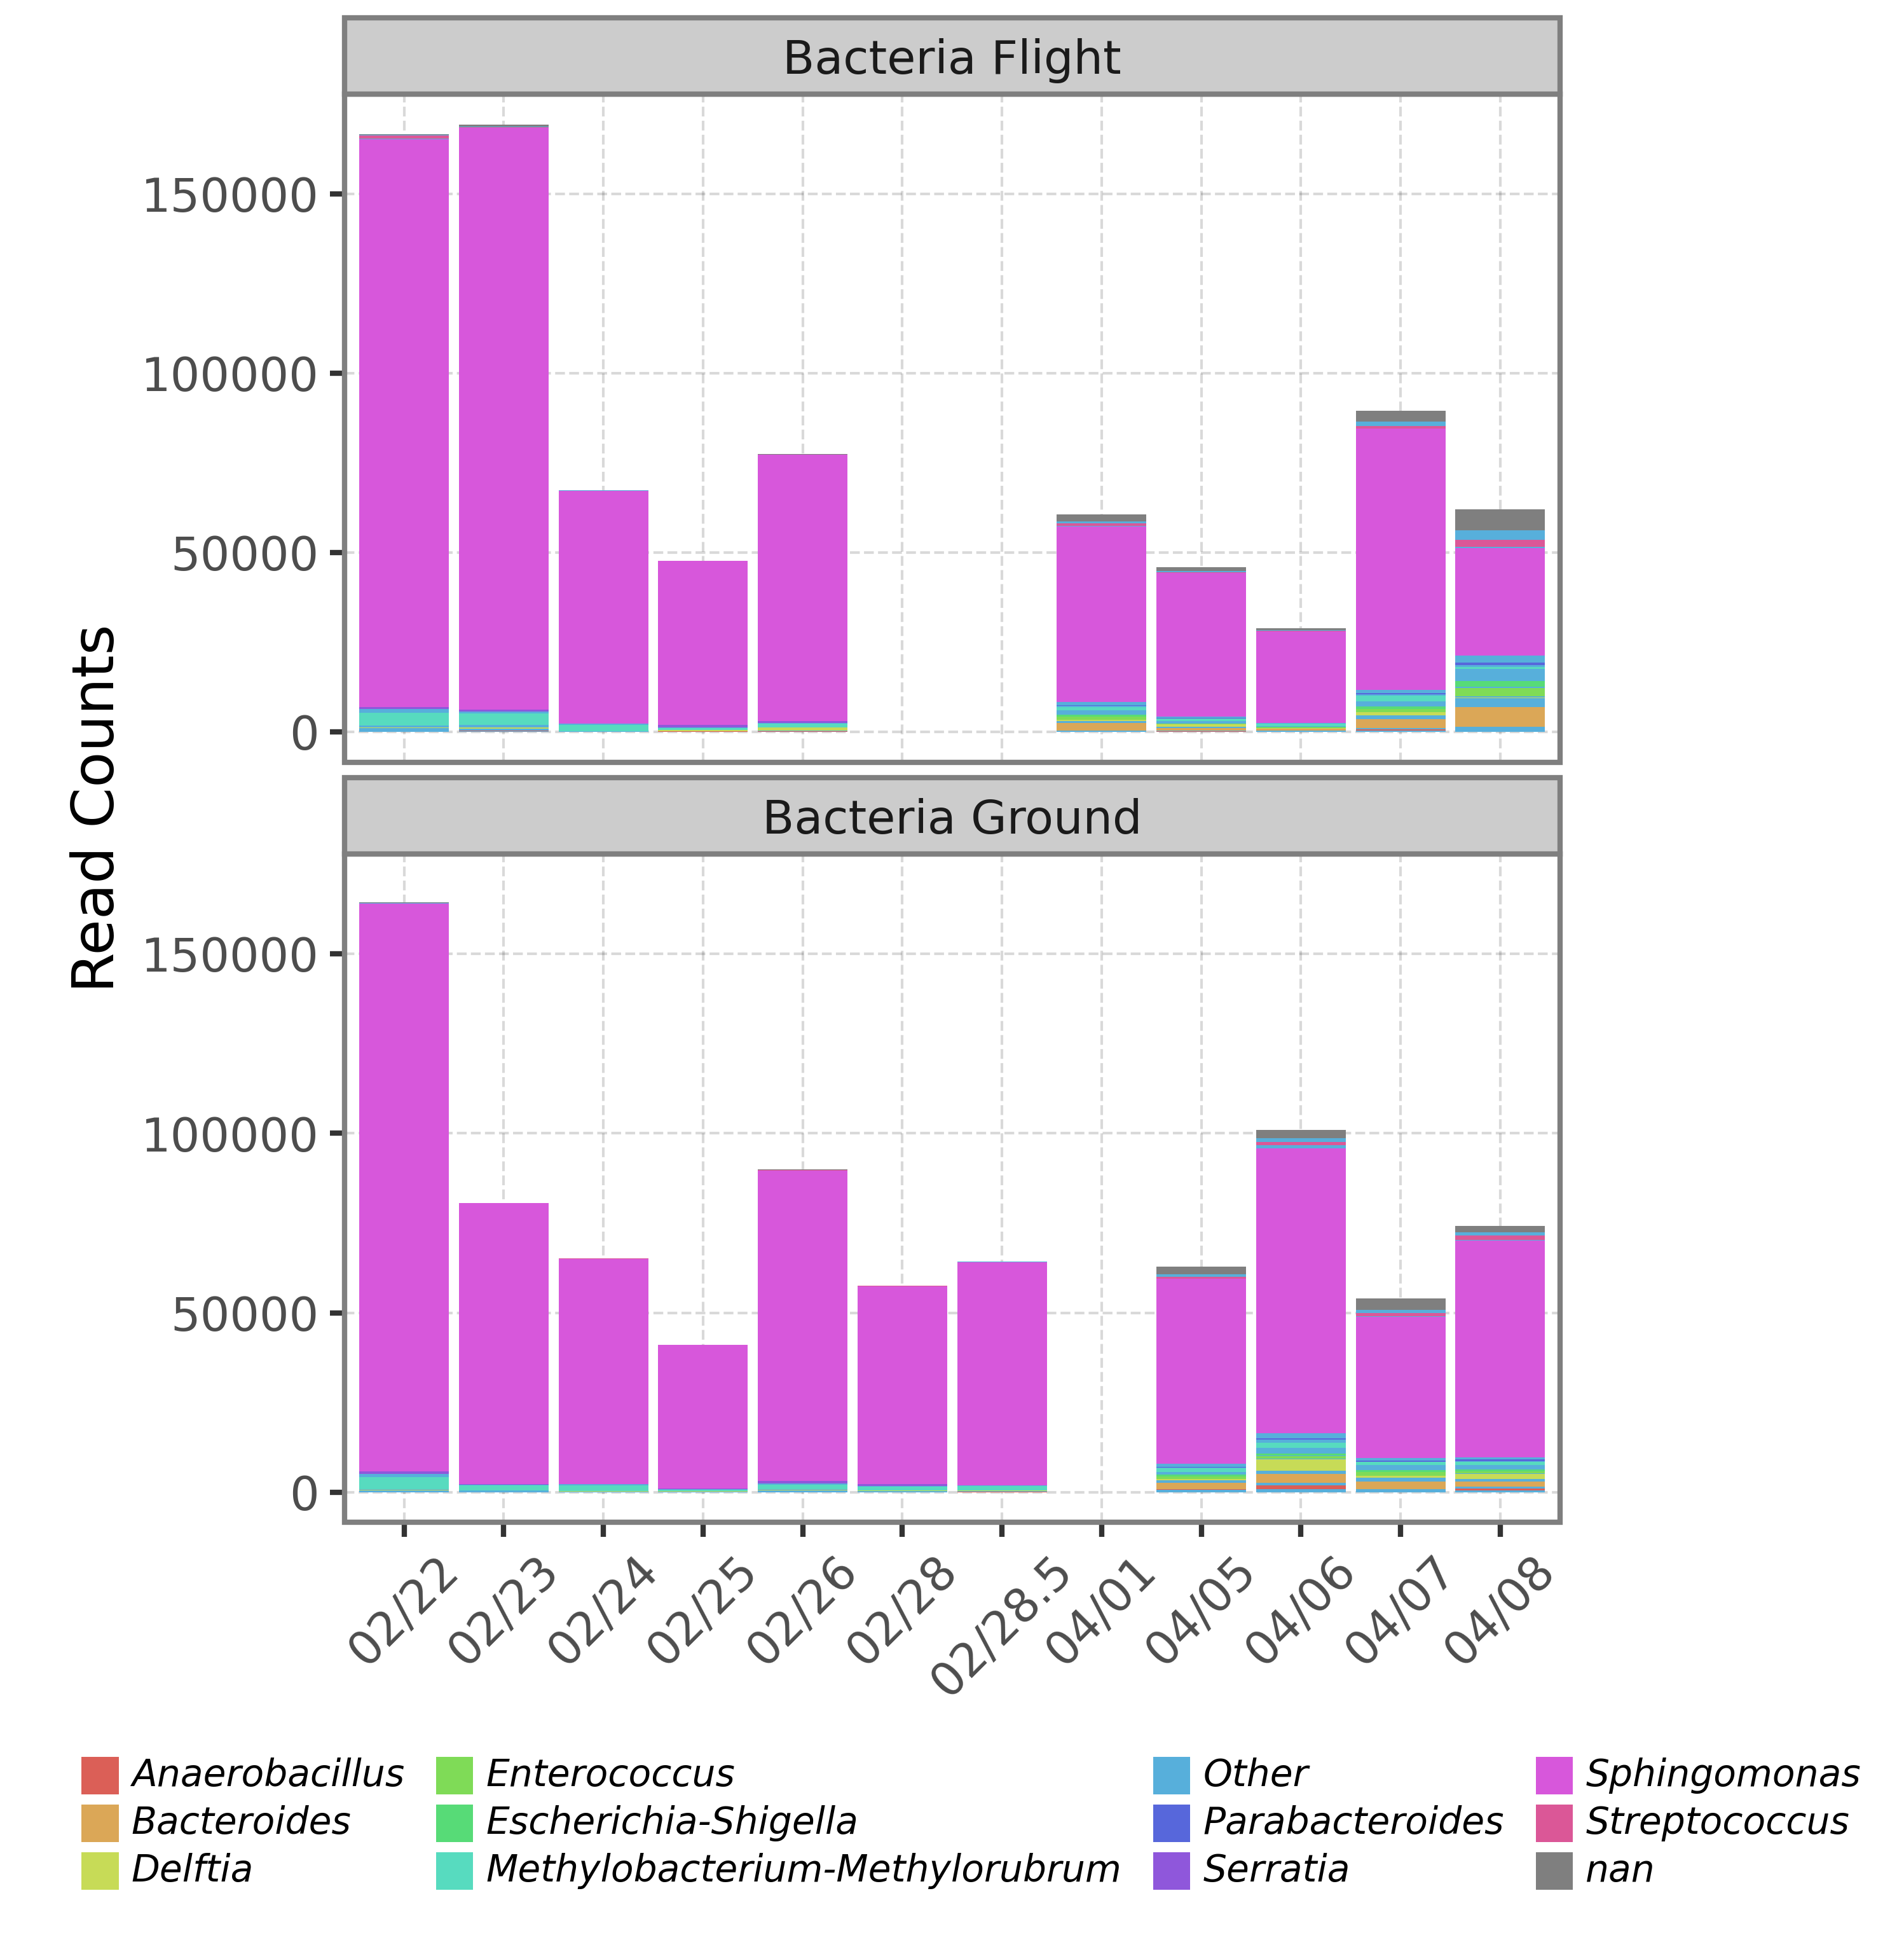 Bacteria Flight
150000
100000
50000
0
Read Counts
Bacteria Ground
150000
100000
50000
0
02/22
02/23
02/24
02/25
02/26
02/28
02/28.5
04/01
04/05
04/06
04/07
04/08
Anaerobacillus
Bacteroides
Delftia
Enterococcus
Escherichia-Shigella
Methylobacterium-Methylorubrum
Other
Parabacteroides
Serratia
Sphingomonas
Streptococcus
nan